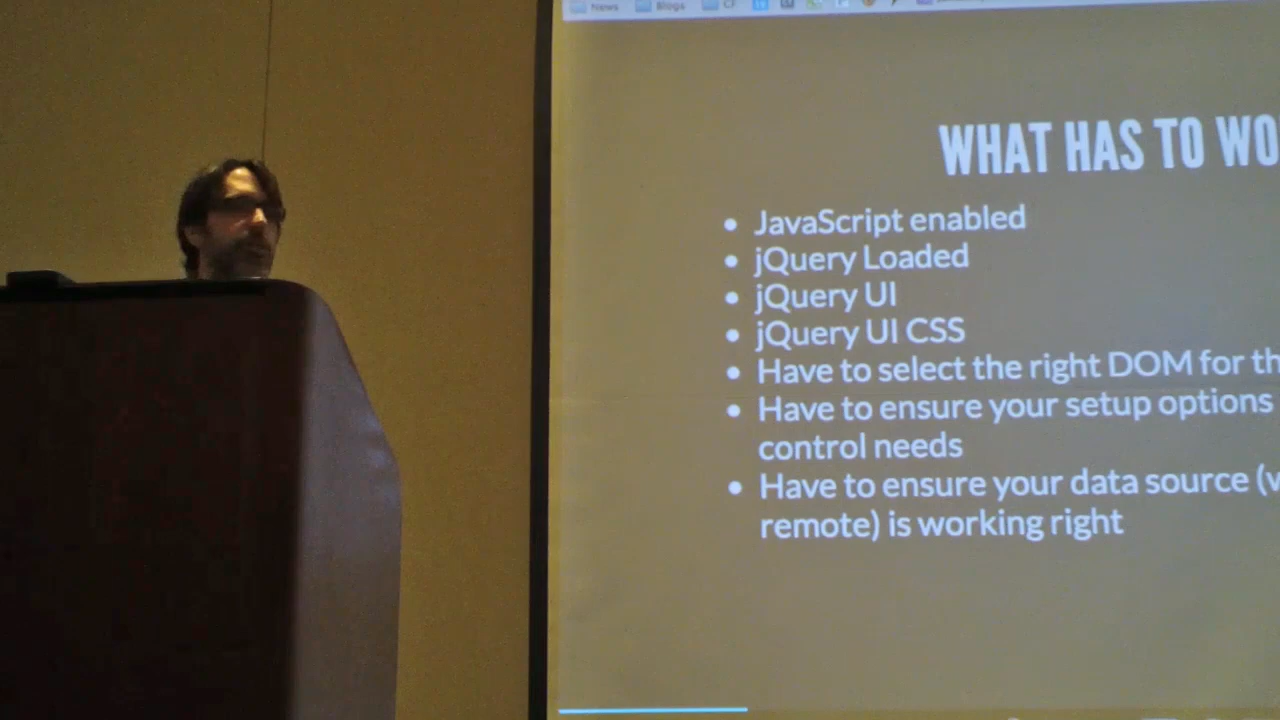 News Blogs CF
WHAT HAS TO WO
JavaScript enabled
jQuery Loaded
jQuery UI
jQuery UI CSS
Have to select the right DOM for th
Have to ensure your setup options
control needs
Have to ensure your data source (w
remote) is working right